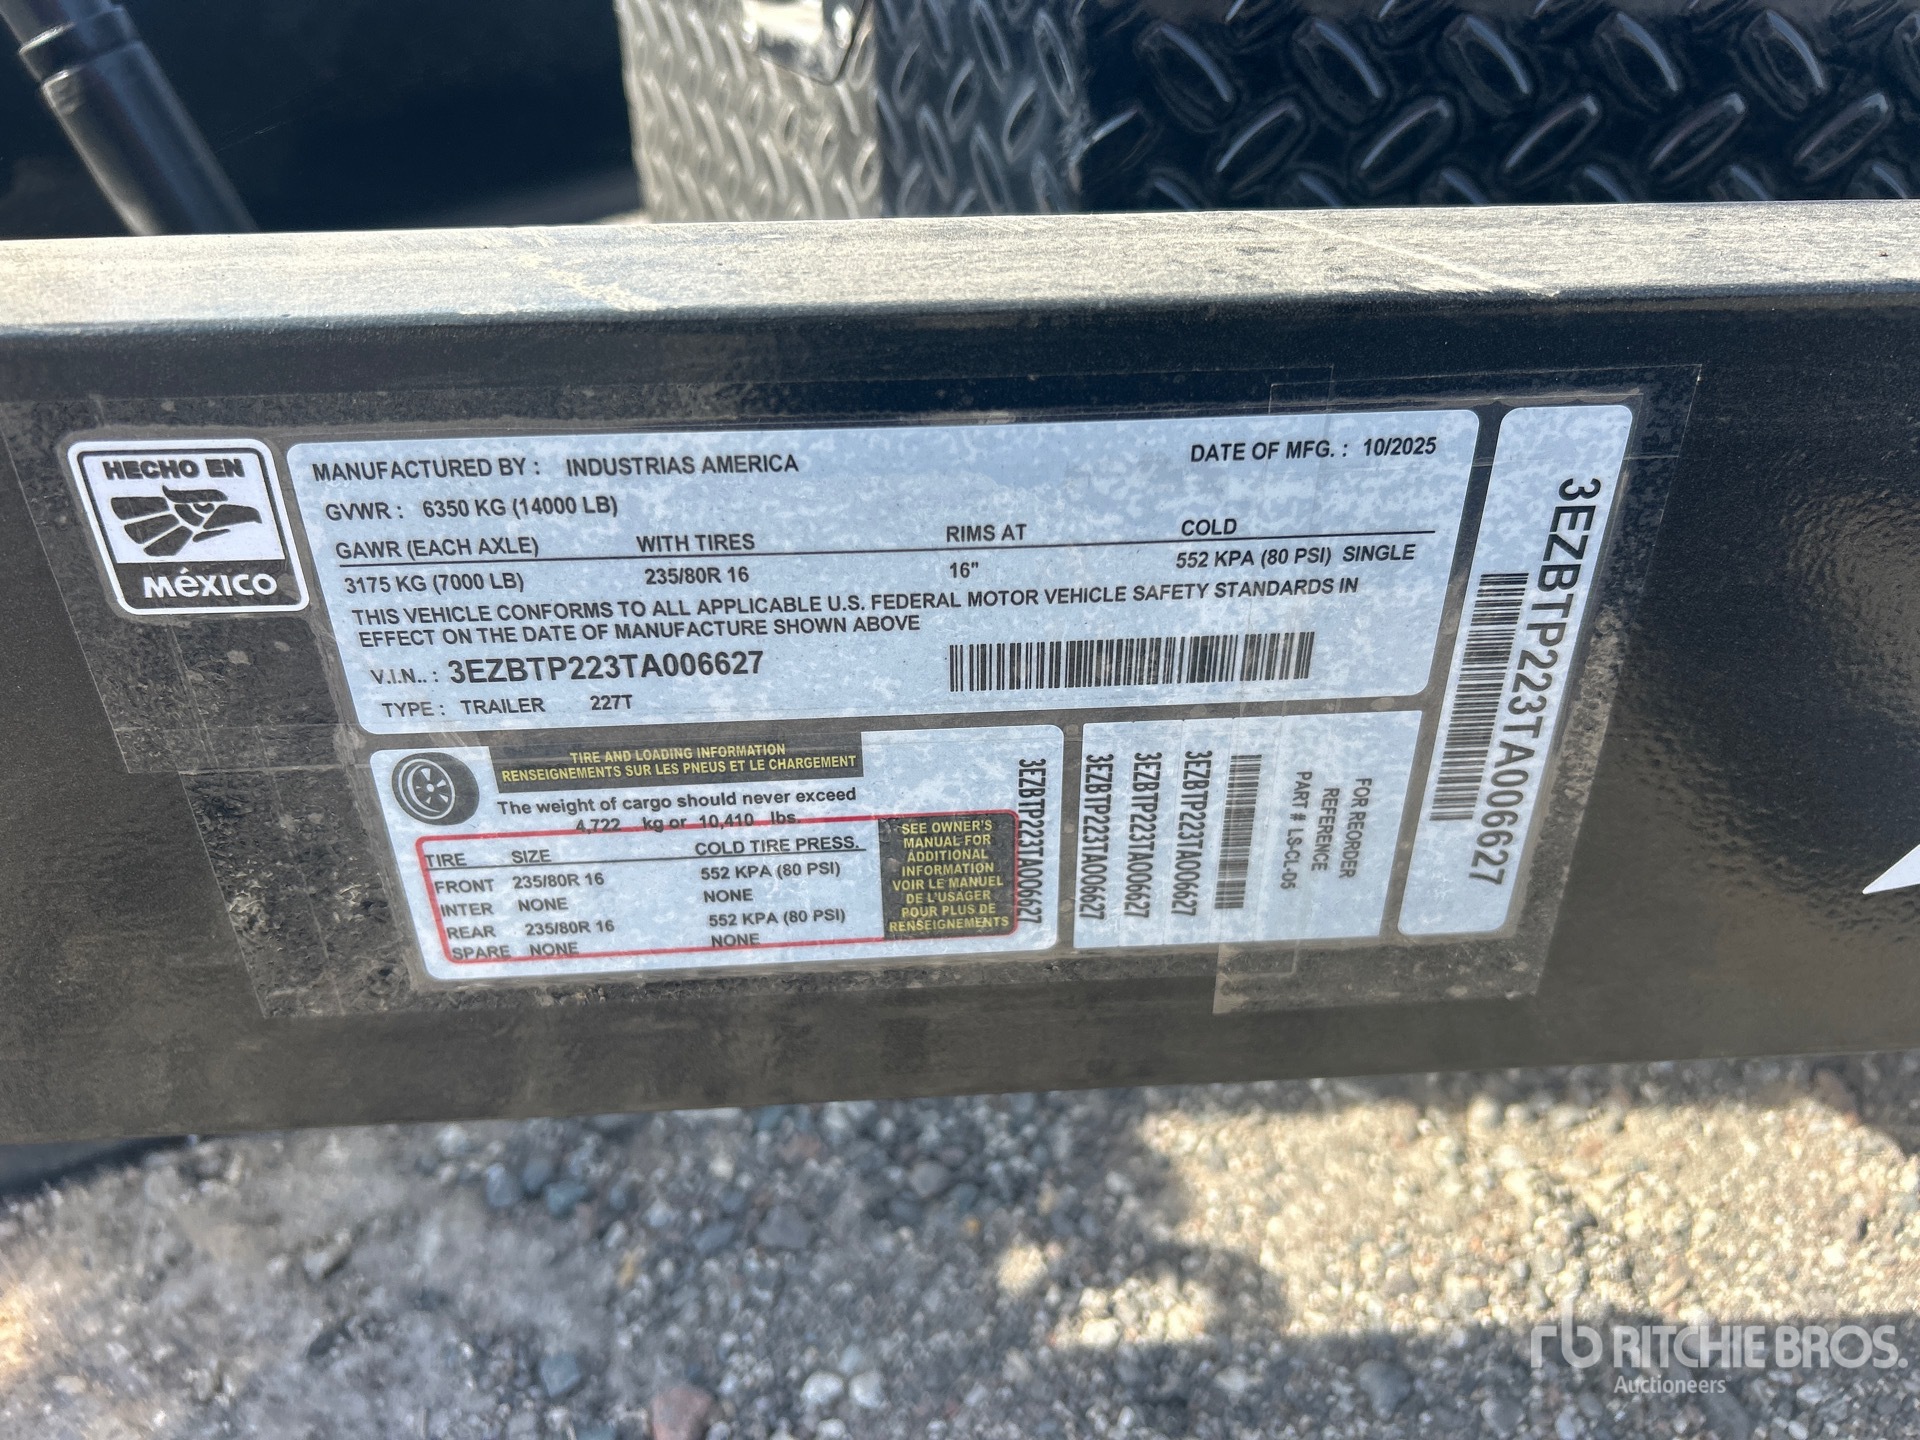 HECHO EN
MéXICO
MANUFACTURED BY : INDUSTRIAS AMERICA DATE OF MFG. : 10/2025
GVWR : 6350 KG (14000 LB)
GAWR (EACH AXLE) WITH TIRES RIMS AT COLD
3175 KG (7000 LB) 235/80R 16 16" 552 KPA (80 PSI) SINGLE
THIS VEHICLE CONFORMS TO ALL APPLICABLE U.S. FEDERAL MOTOR VEHICLE SAFETY STANDARDS IN
EFFECT ON THE DATE OF MANUFACTURE SHOWN ABOVE
V.I.N.. : 3EZBTP223TA006627
TYPE : TRAILER 227T
TIRE AND LOADING INFORMATION
RENSEIGNEMENTS SUR LES PNEUS ET LE CHARGEMENT
The weight of cargo should never exceed
4,722 kg or 10,410 lbs.
TIRE SIZE COLD TIRE PRESS.
FRONT 235/80R 16 552 KPA (80 PSI)
INTER NONE NONE
REAR 235/80R 16 552 KPA (80 PSI)
SPARE NONE NONE
SEE OWNER'S
MANUAL FOR
ADDITIONAL
INFORMATION
VOIR LE MANUEL
DE L'USAGER
POUR PLUS DE
RENSEIGNEMENTS
3EZBTP223TA006627
3EZBTP223TA006627
3EZBTP223TA006627
3EZBTP223TA006627
FOR REORDER
REFERENCE
PART # LS-CL-05
3EZBTP223TA006627
rb RITCHIE BROS.
Auctioneers